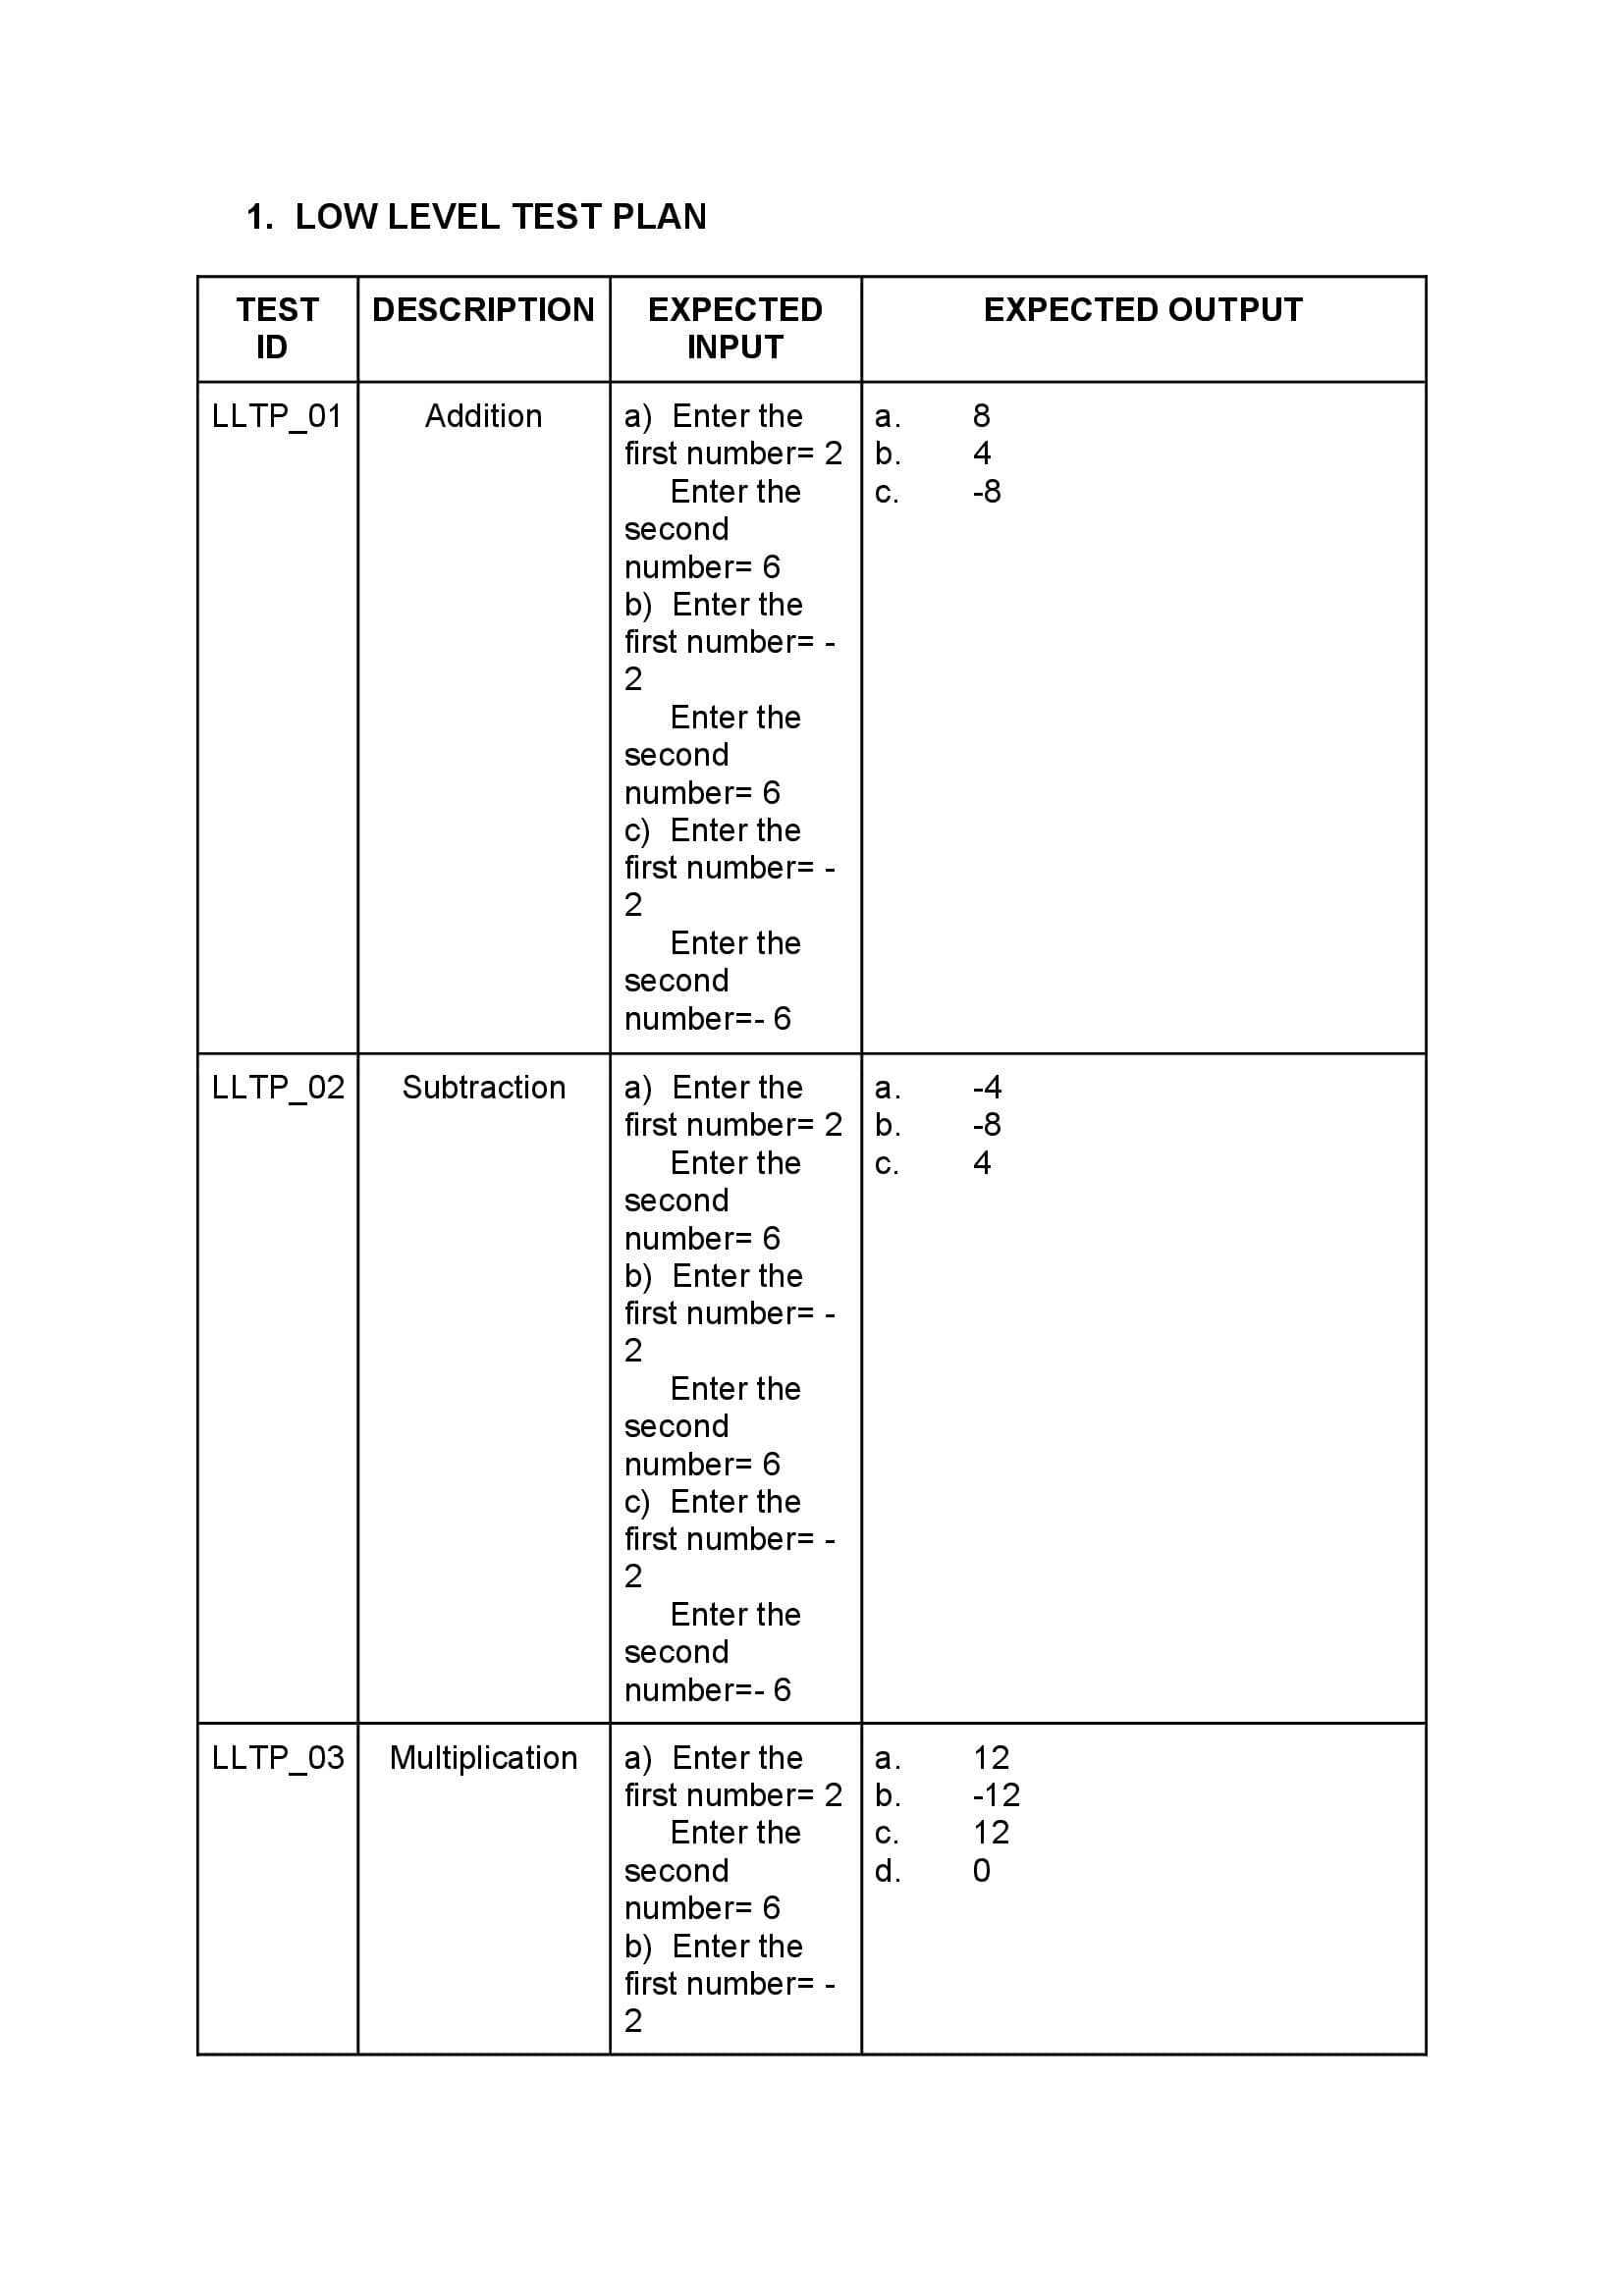 1. LOW LEVEL TEST PLAN
TEST
ID
DESCRIPTION
EXPECTED
INPUT
EXPECTED OUTPUT
LLTP_01
Addition
a) Enter the
first number= 2
Enter the
second
number= 6
b) Enter the
first number= -
2
Enter the
second
number= 6
c) Enter the
first number= -
2
Enter the
second
number=- 6
a. 8
b. 4
c. -8
LLTP_02
Subtraction
a) Enter the
first number= 2
Enter the
second
number= 6
b) Enter the
first number= -
2
Enter the
second
number= 6
c) Enter the
first number= -
2
Enter the
second
number=- 6
a. -4
b. -8
c. 4
LLTP_03
Multiplication
a) Enter the
first number= 2
Enter the
second
number= 6
b) Enter the
first number= -
2
a. 12
b. -12
c. 12
d. 0